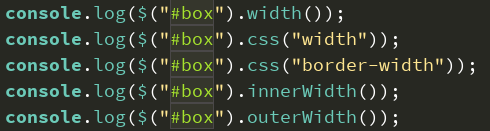 console.log($("#box").width());
console.log($("#box").css("width"));
console.log($("#box").css("border-width"));
console.log($("#box").innerWidth());
console.log($("#box").outerWidth());